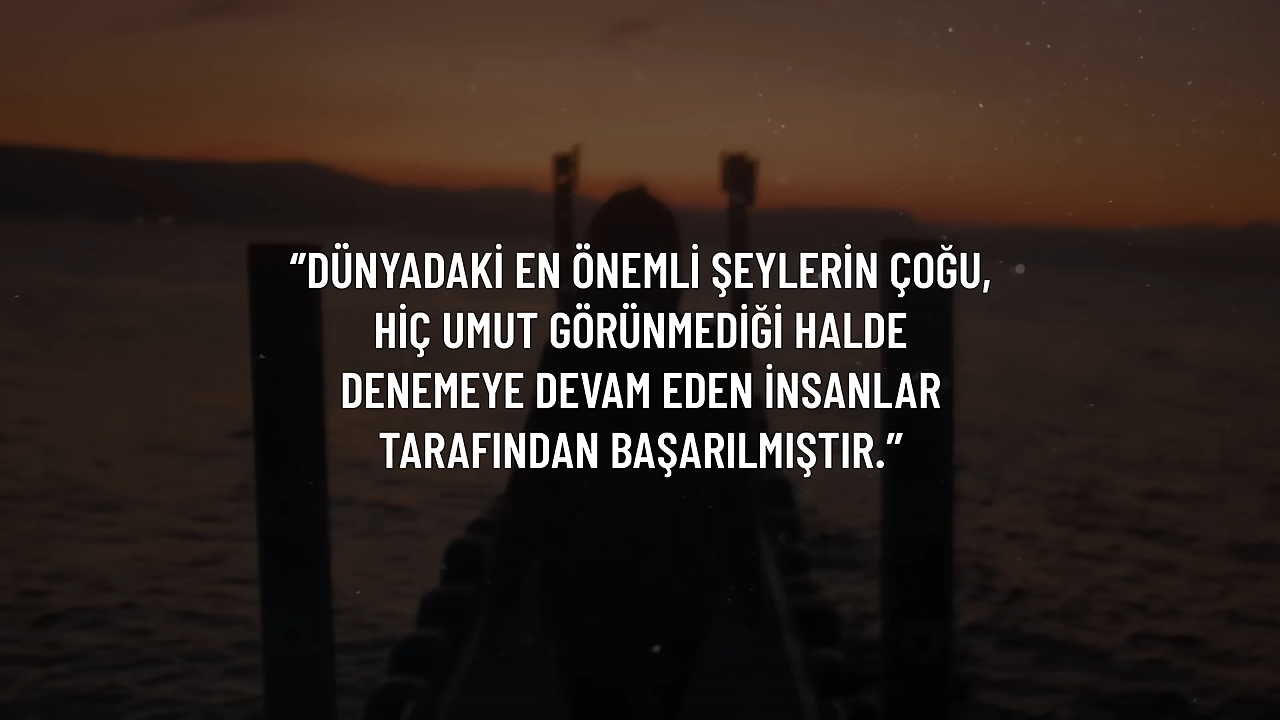 "DÜNYADAKİ EN ÖNEMLİ ŞEYLERİN ÇOĞU,
HİÇ UMUT GÖRÜNMEDİĞİ HALDE
DENEMEYE DEVAM EDEN İNSANLAR
TARAFINDAN BAŞARILMIŞTIR."